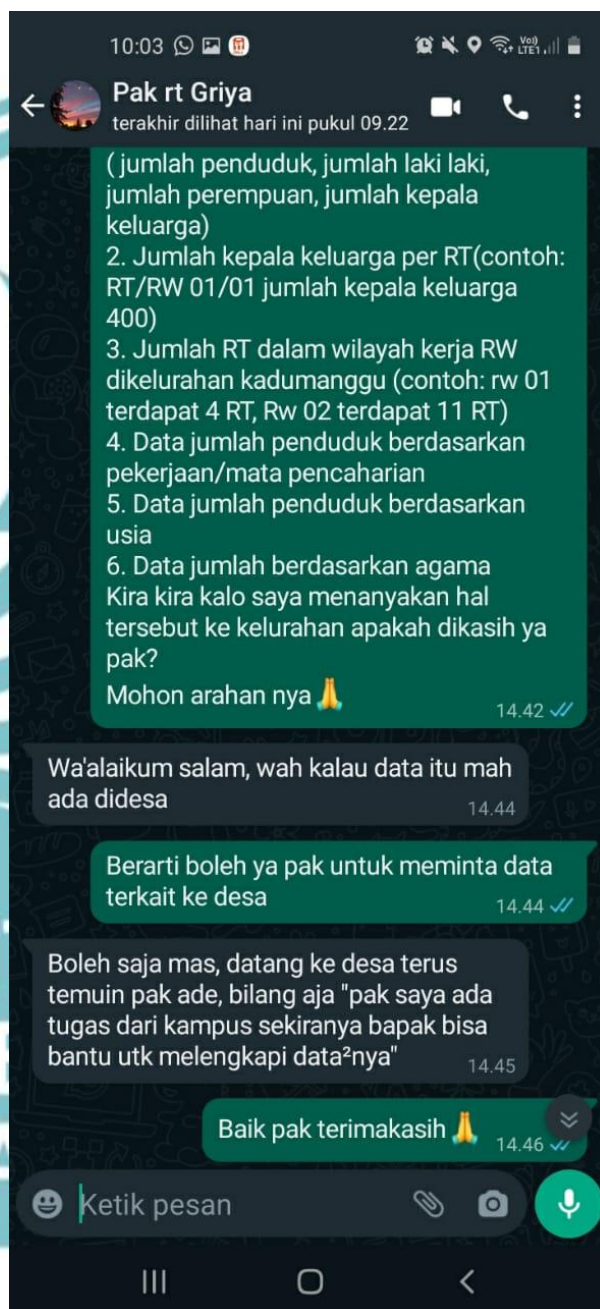 10:03
VoI) LTE1
Pak rt Griya
terakhir dilihat hari ini pukul 09.22
( jumlah penduduk, jumlah laki laki,
jumlah perempuan, jumlah kepala
keluarga)
2. Jumlah kepala keluarga per RT(contoh:
RT/RW 01/01 jumlah kepala keluarga
400)
3. Jumlah RT dalam wilayah kerja RW
dikelurahan kadumanggu (contoh: rw 01
terdapat 4 RT, Rw 02 terdapat 11 RT)
4. Data jumlah penduduk berdasarkan
pekerjaan/mata pencaharian
5. Data jumlah penduduk berdasarkan
usia
6. Data jumlah berdasarkan agama
Kira kira kalo saya menanyakan hal
tersebut ke kelurahan apakah dikasih ya
pak?
Mohon arahan nya 🙏
14.42
Wa'alaikum salam, wah kalau data itu mah
ada didesa
14.44
Berarti boleh ya pak untuk meminta data
terkait ke desa
14.44
Boleh saja mas, datang ke desa terus
temuin pak ade, bilang aja "pak saya ada
tugas dari kampus sekiranya bapak bisa
bantu utk melengkapi data²nya"
14.45
Baik pak terimakasih 🙏
14.46
Ketik pesan